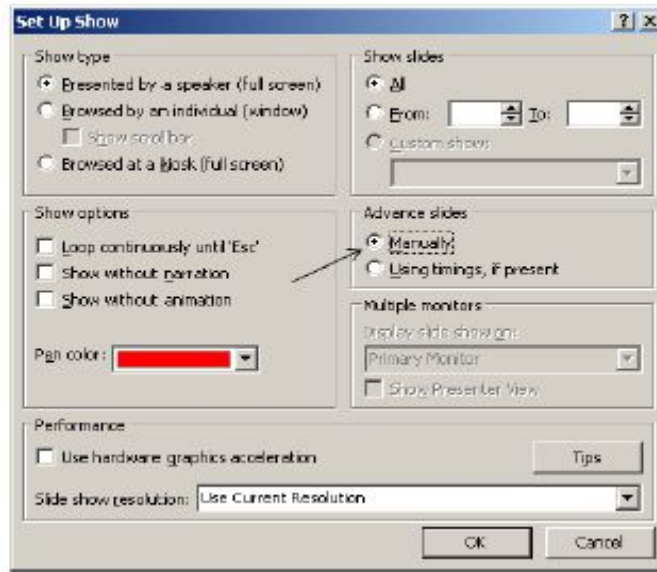 Set Up Show
Show type
Presented by a speaker (full screen)
Browsed by an individual (window)
Show scrollbar
Browsed at a kiosk (full screen)
Show slides
All
From: To:
Custom show:
Show options
Loop continuously until 'Esc'
Show without narration
Show without animation
Pen color:
Advance slides
Manually
Using timings, if present
Multiple monitors
Display slide show on:
Primary Monitor
Show Presenter View
Performance
Use hardware graphics acceleration
Tips
Slide show resolution: Use Current Resolution
OK Cancel